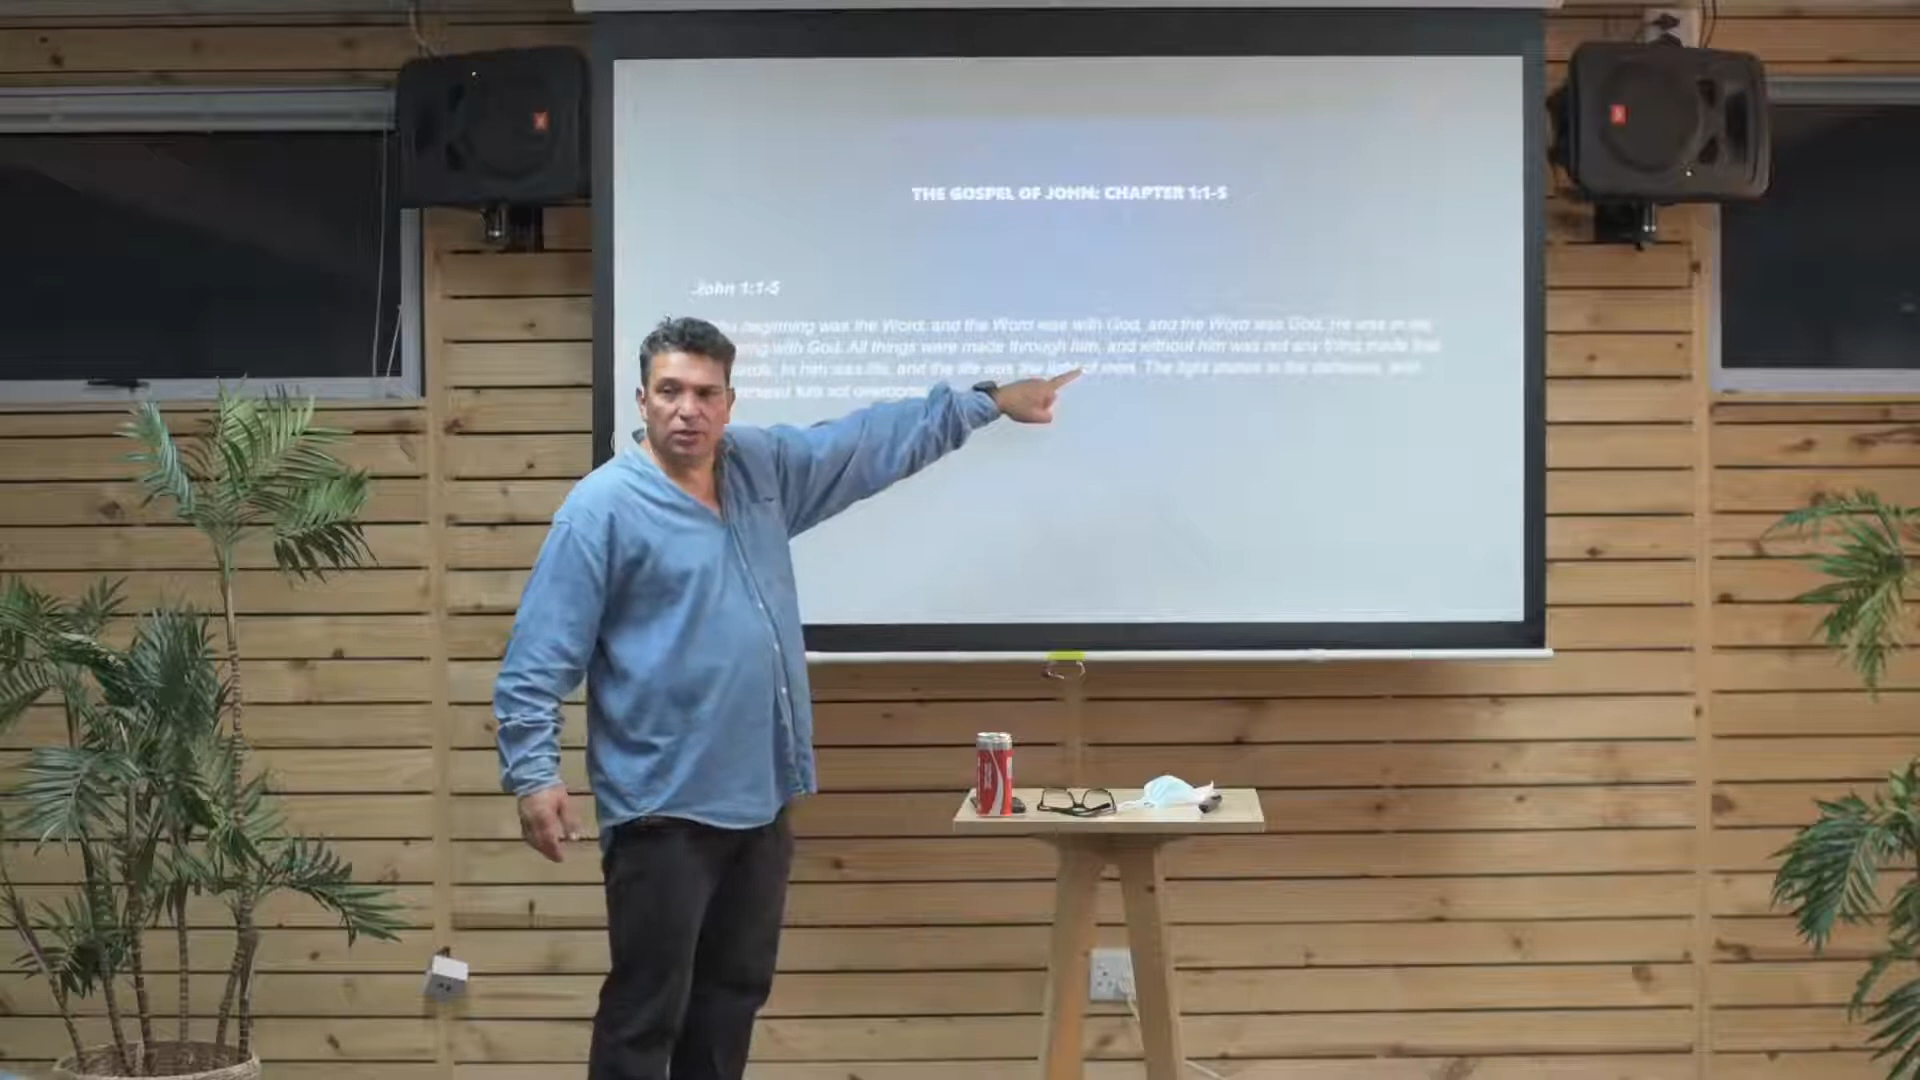 THE GOSPEL OF JOHN: CHAPTER 1:1-5
John 1:1-5
beginning was the Word, and the Word was with God, and the Word was God. He was in the
with God. All things were made through him, and without him was not any thing made that
In him was life, and the life was the light of men. The light shines in the darkness, and
has not overcome